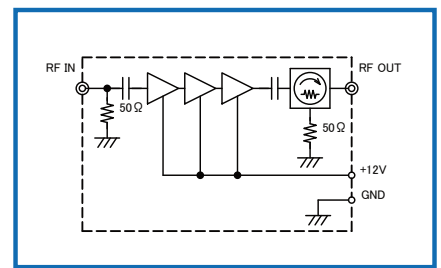 RF IN
RF OUT
50Ω
50Ω
+12V
GND